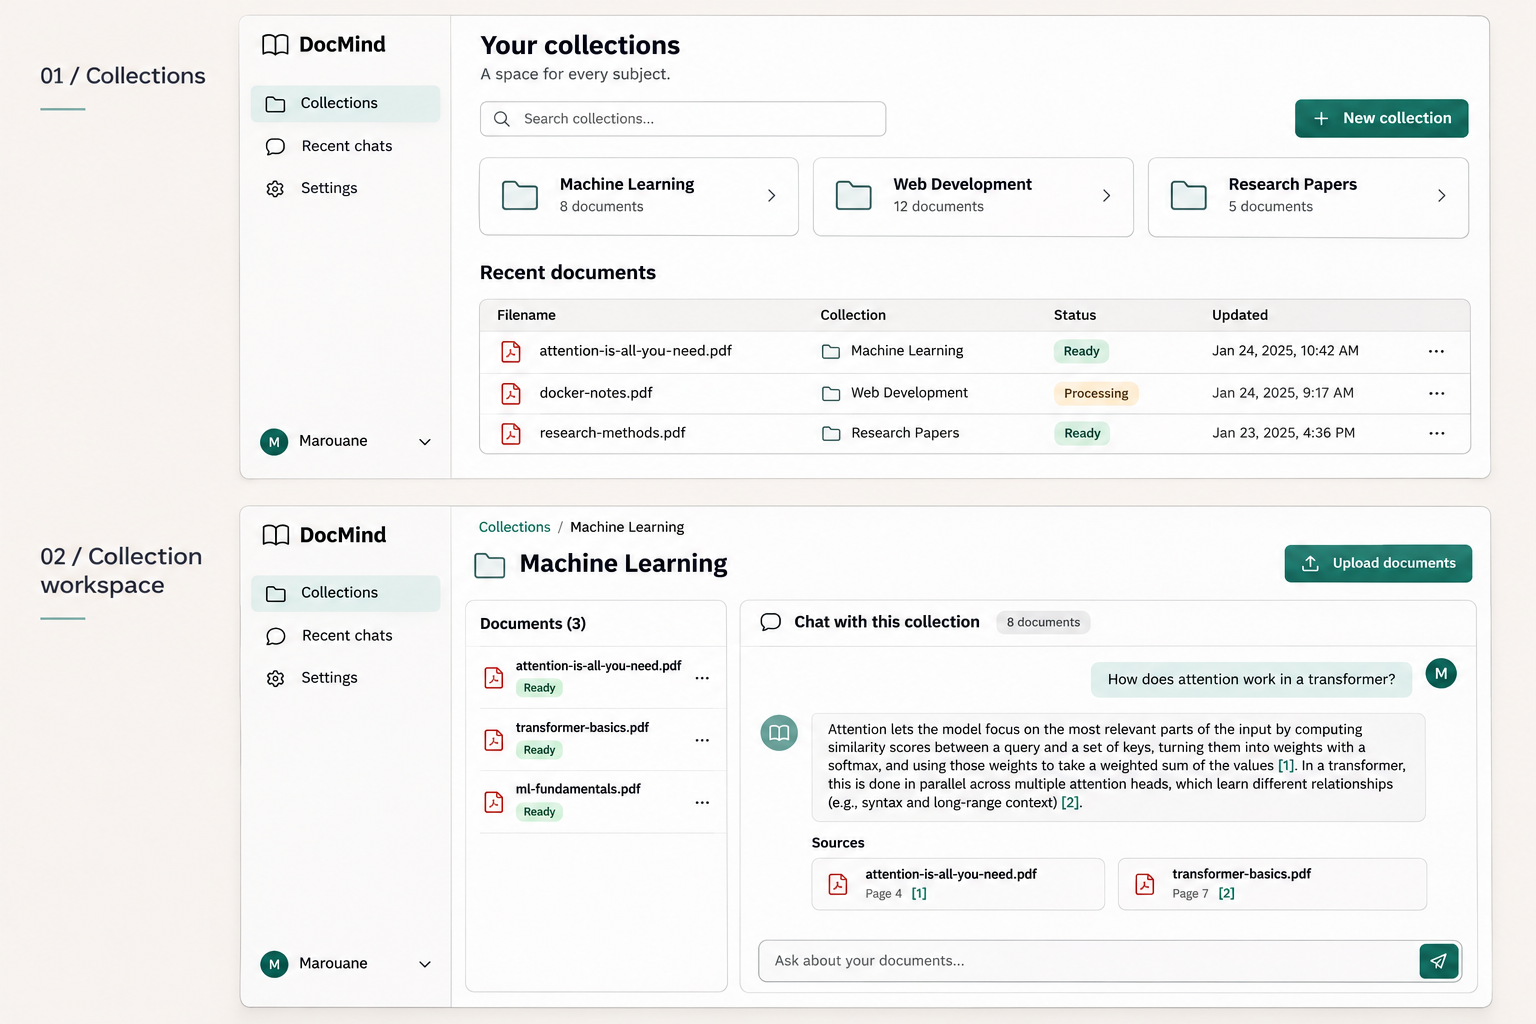 01 / Collections
DocMind
Collections
Recent chats
Settings
M
Marouane
Your collections
A space for every subject.
Search collections...
+ New collection
Machine Learning
8 documents
Web Development
12 documents
Research Papers
5 documents
Recent documents
Filename Collection Status Updated
attention-is-all-you-need.pdf Machine Learning Ready Jan 24, 2025, 10:42 AM ...
docker-notes.pdf Web Development Processing Jan 24, 2025, 9:17 AM ...
research-methods.pdf Research Papers Ready Jan 23, 2025, 4:36 PM ...
02 / Collection
workspace
DocMind
Collections
Recent chats
Settings
M
Marouane
Collections / Machine Learning
Machine Learning
Upload documents
Documents (3)
attention-is-all-you-need.pdf
Ready
...
transformer-basics.pdf
Ready
...
ml-fundamentals.pdf
Ready
...
Chat with this collection 8 documents
How does attention work in a transformer?
M
Attention lets the model focus on the most relevant parts of the input by computing
similarity scores between a query and a set of keys, turning them into weights with a
softmax, and using those weights to take a weighted sum of the values [1]. In a transformer,
this is done in parallel across multiple attention heads, which learn different relationships
(e.g., syntax and long-range context) [2].
Sources
attention-is-all-you-need.pdf
Page 4 [1]
transformer-basics.pdf
Page 7 [2]
Ask about your documents...